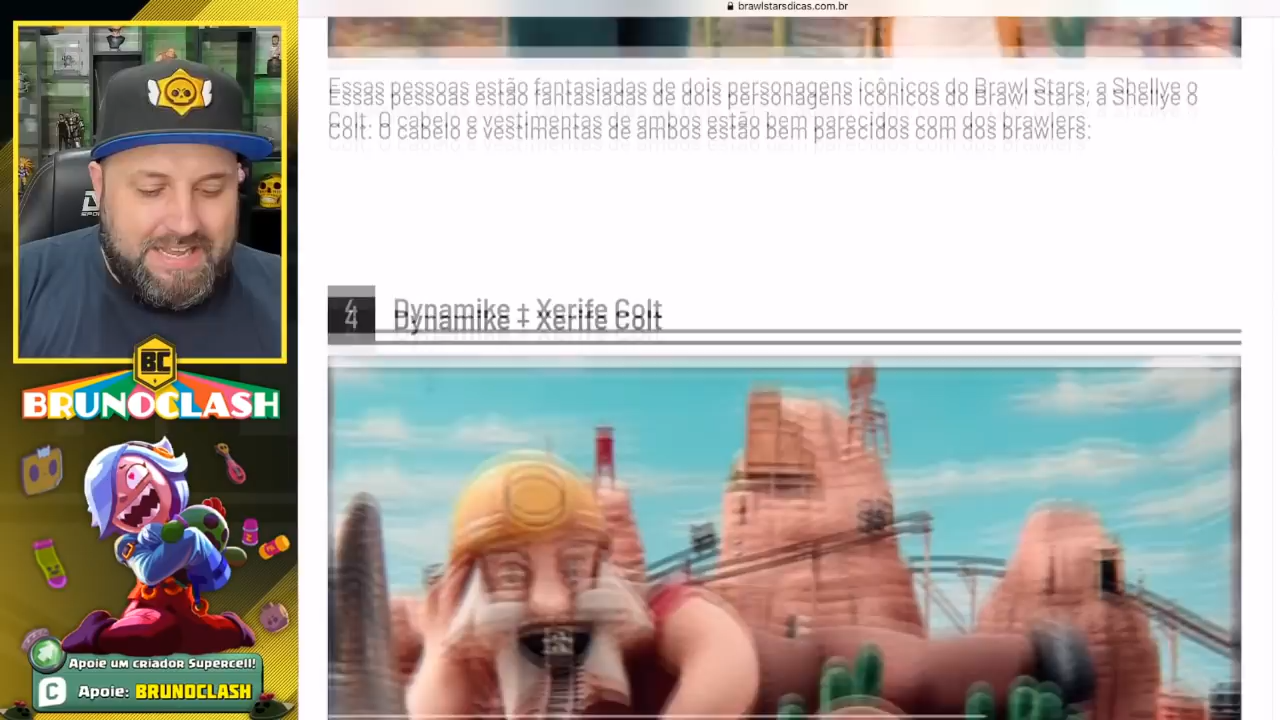 brawlstarsdicas.com.br
Essas pessoas estão fantasiadas de dois personagens icônicos do Brawl Stars, a Shellye o
Colt. O cabelo e vestimentas de ambos estão bem parecidos com dos brawlers.
4 Dynamike + Xerife Colt
BC
BRUNOCLASH
Apoie um criador Supercell!
C Apoie: BRUNOCLASH